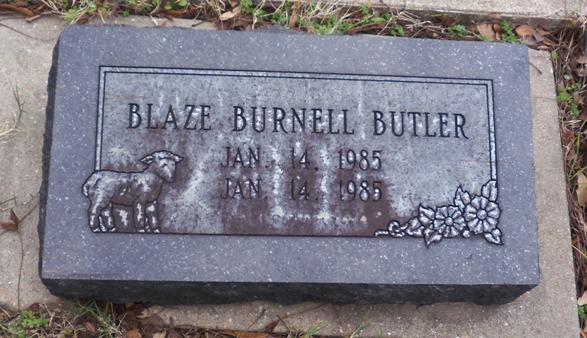 BLAZE BURNELL BUTLER
JAN. 14, 1985
JAN. 14, 1985